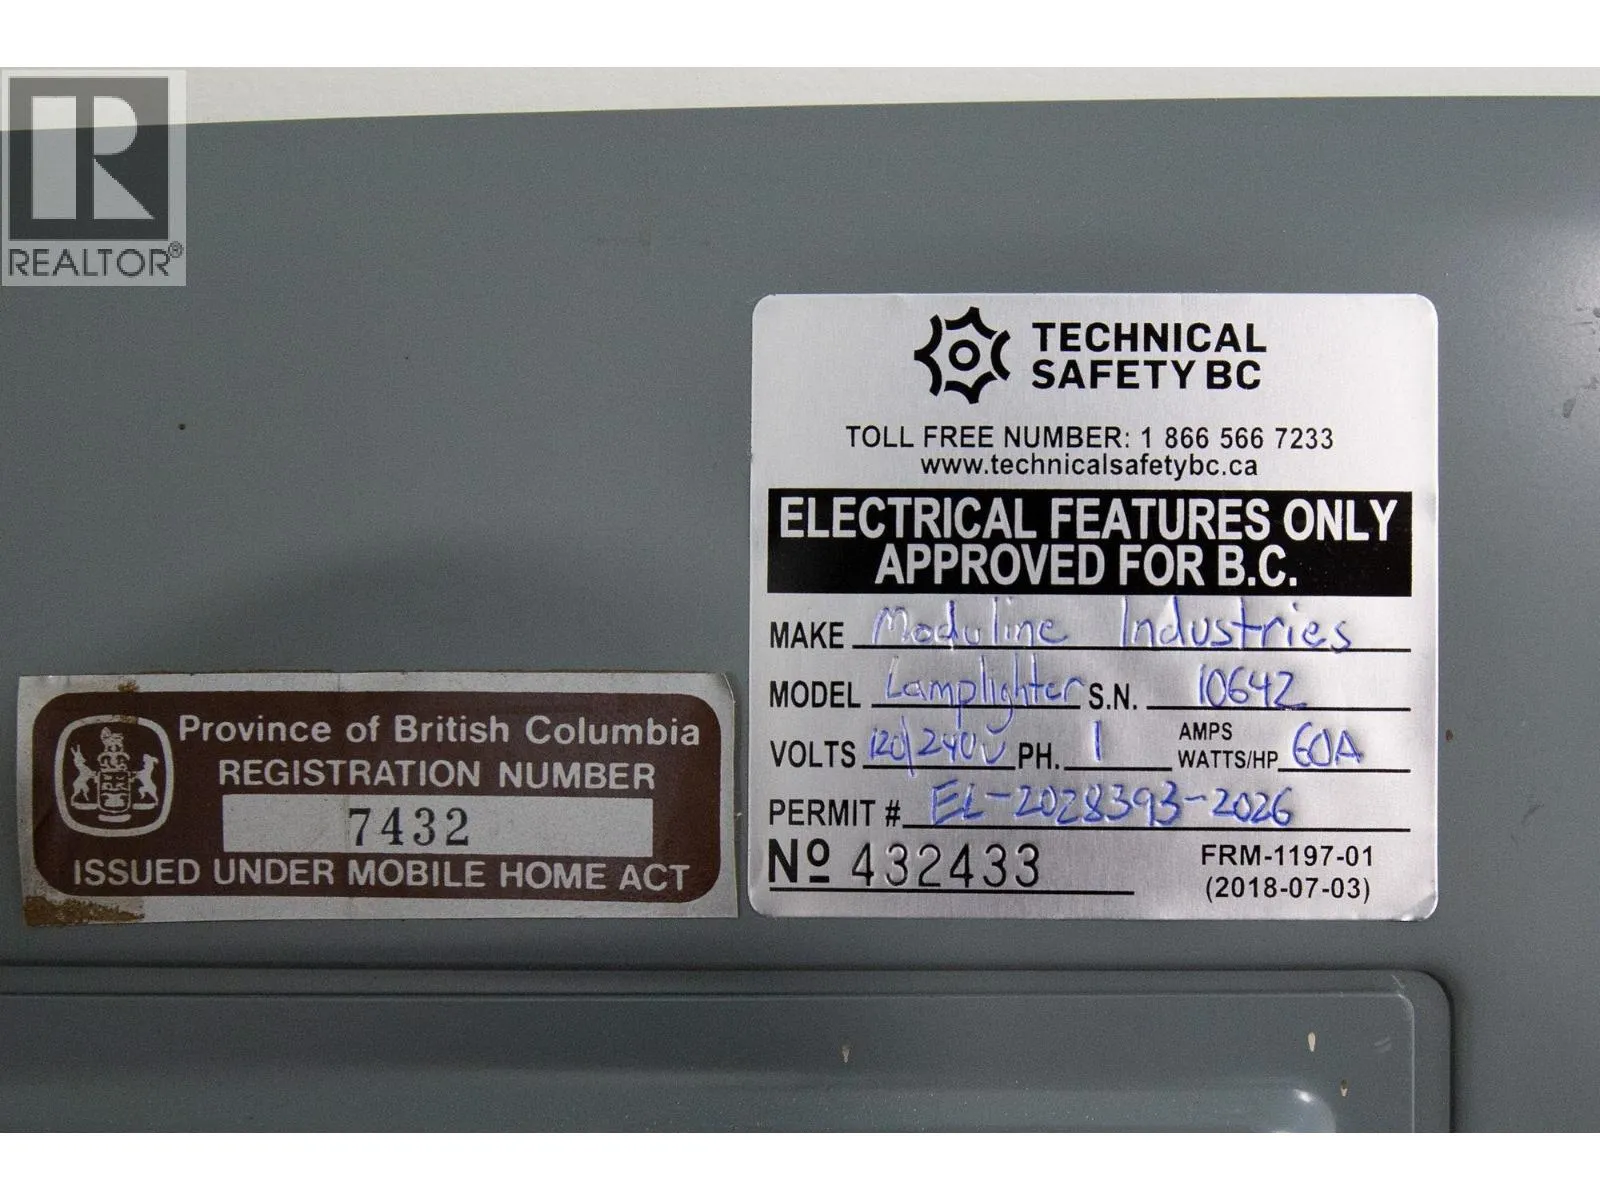 REALTOR®
TECHNICAL
SAFETY BC
TOLL FREE NUMBER: 1 866 566 7233
www.technicalsafetybc.ca
ELECTRICAL FEATURES ONLY
APPROVED FOR B.C.
MAKE Moduline Industries
MODEL Lamplighter S.N. 10642
VOLTS 120/240V PH. 1 AMPS WATTS/HP 60A
PERMIT # EL-2028393-2026
Nº 432433
FRM-1197-01
(2018-07-03)
Province of British Columbia
REGISTRATION NUMBER
7432
ISSUED UNDER MOBILE HOME ACT